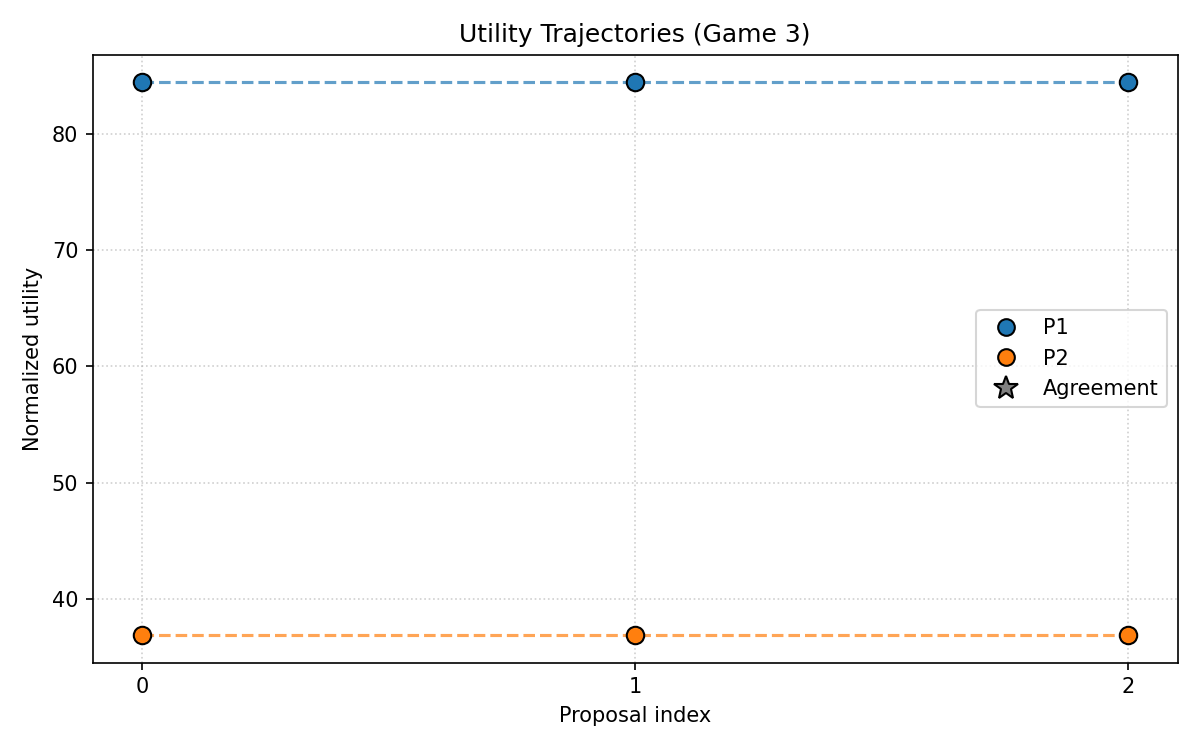 Utility Trajectories (Game 3)
Normalized utility
80
70
60
50
40
P1
P2
Agreement
0
1
2
Proposal index